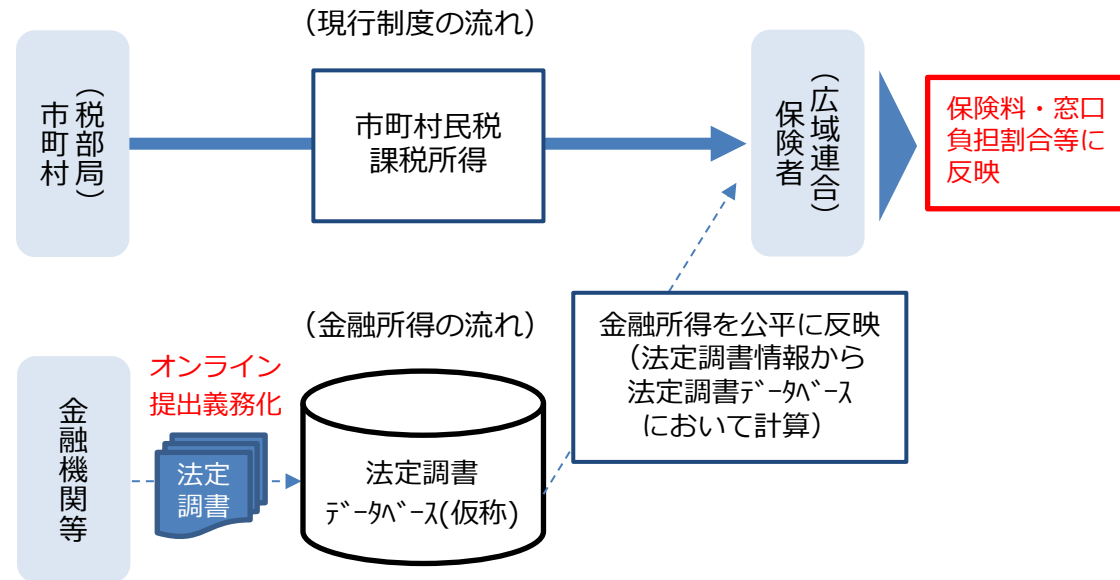 （現行制度の流れ）
市町村
（税部局）
市町村民税
課税所得
保険者
（広域連合）
保険料・窓口
負担割合等に
反映
（金融所得の流れ）
金融機関等
オンライン
提出義務化
法定
調書
法定調書
ﾃﾞｰﾀﾍﾞｰｽ(仮称)
金融所得を公平に反映
（法定調書情報から
法定調書ﾃﾞｰﾀﾍﾞｰｽ
において計算）